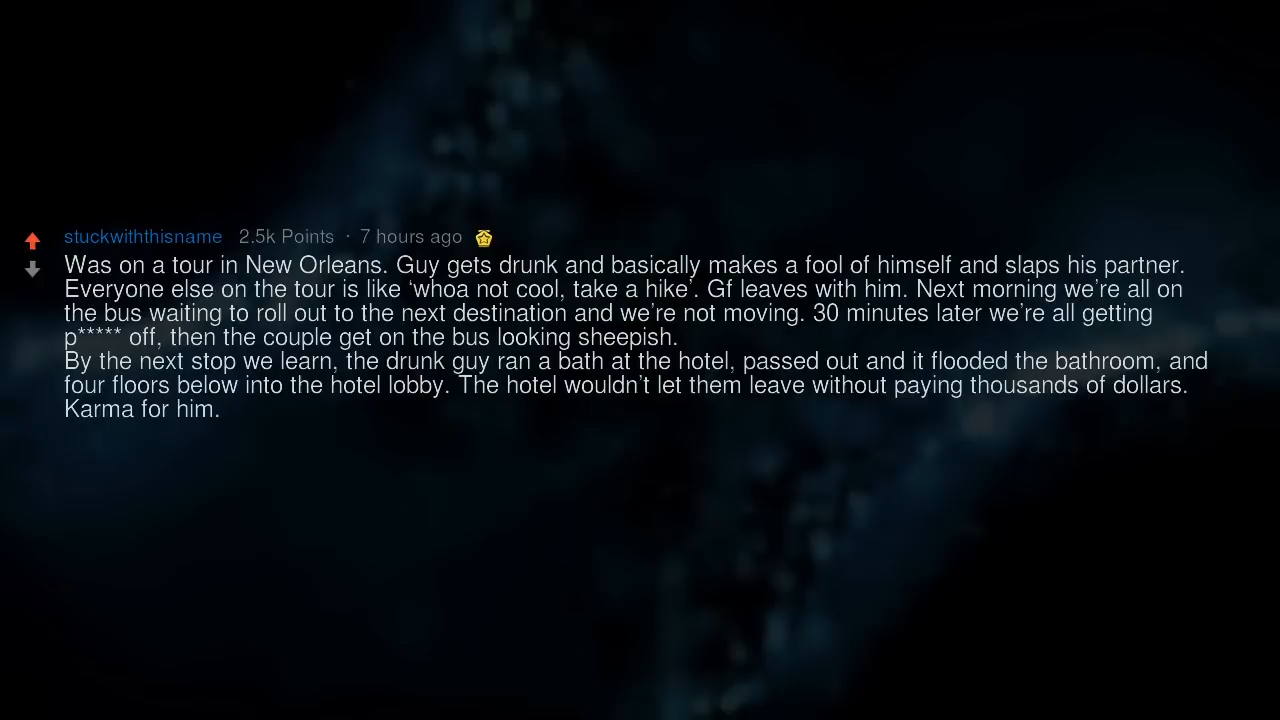 stuckwiththisname 2.5k Points · 7 hours ago
Was on a tour in New Orleans. Guy gets drunk and basically makes a fool of himself and slaps his partner.
Everyone else on the tour is like ‘whoa not cool, take a hike’. Gf leaves with him. Next morning we’re all on
the bus waiting to roll out to the next destination and we’re not moving. 30 minutes later we’re all getting
p***** off, then the couple get on the bus looking sheepish.
By the next stop we learn, the drunk guy ran a bath at the hotel, passed out and it flooded the bathroom, and
four floors below into the hotel lobby. The hotel wouldn’t let them leave without paying thousands of dollars.
Karma for him.